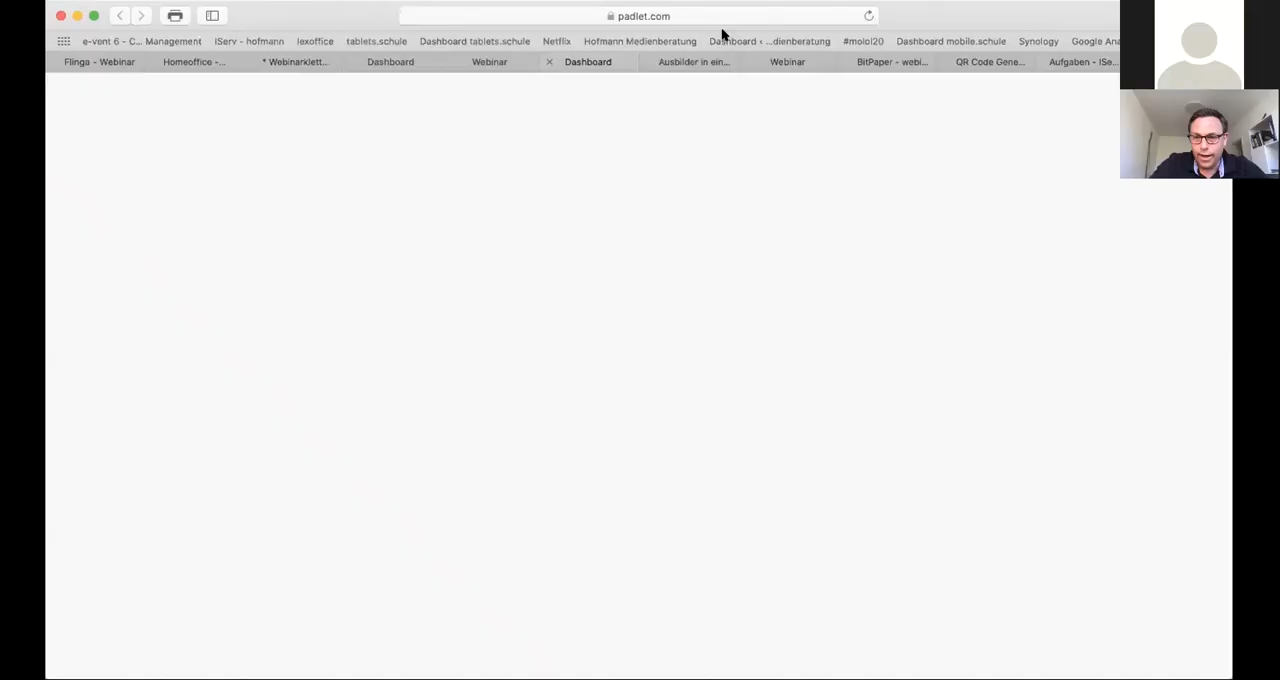 padlet.com
e-vent 6 - C... Management iServ - hofmann lexoffice tablets.schule Dashboard tablets.schule Netflix Hofmann Medienberatung Dashboard ‹ ...dienberatung #molol20 Dashboard mobile.schule Synology Google Ana
Flinga - Webinar Homeoffice -... * Webinarklett... Dashboard Webinar × Dashboard Ausbilder in ein... Webinar BitPaper - webi... QR Code Gene... Aufgaben - ISe...